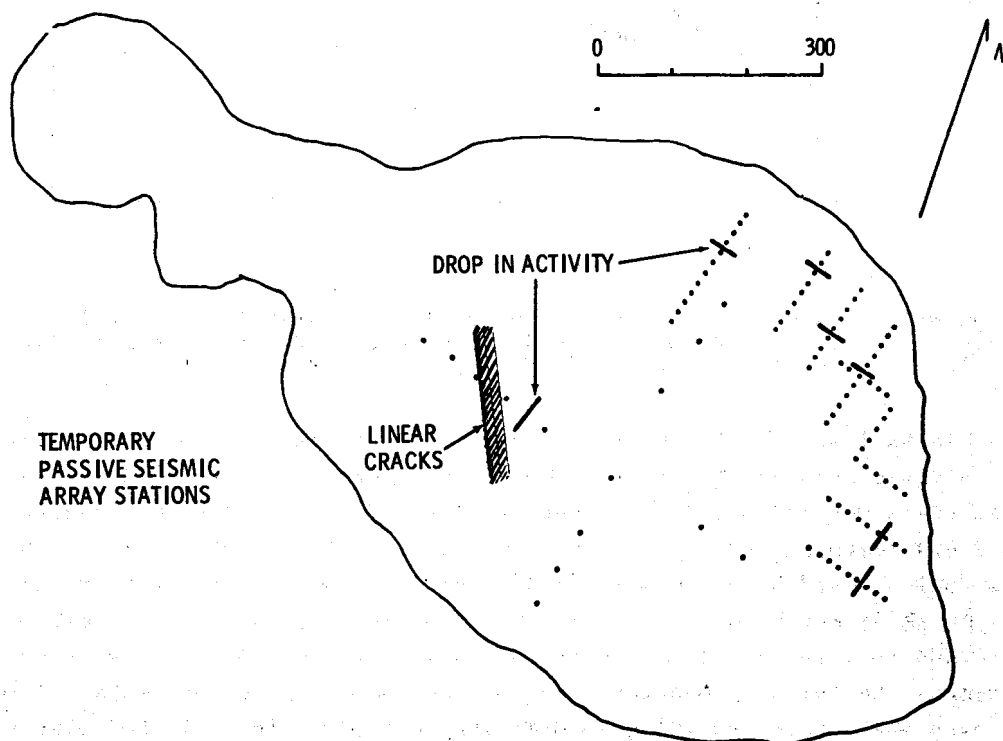 0 300
DROP IN ACTIVITY
LINEAR
CRACKS
TEMPORARY
PASSIVE SEISMIC
ARRAY STATIONS